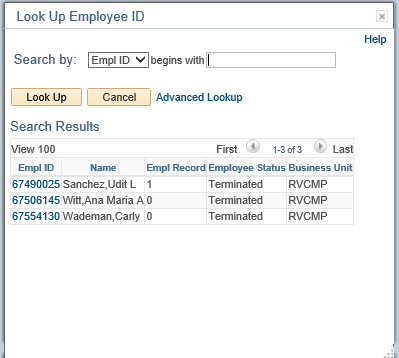 Look Up Employee ID
Help
Search by: Empl ID begins with
Look Up Cancel Advanced Lookup
Search Results
View 100 First 1-3 of 3 Last
Empl ID Name Empl Record Employee Status Business Unit
67490025 Sanchez,Udit L 1 Terminated RVCMP
67506145 Witt,Ana Maria A 0 Terminated RVCMP
67554130 Wademan,Carly 0 Terminated RVCMP